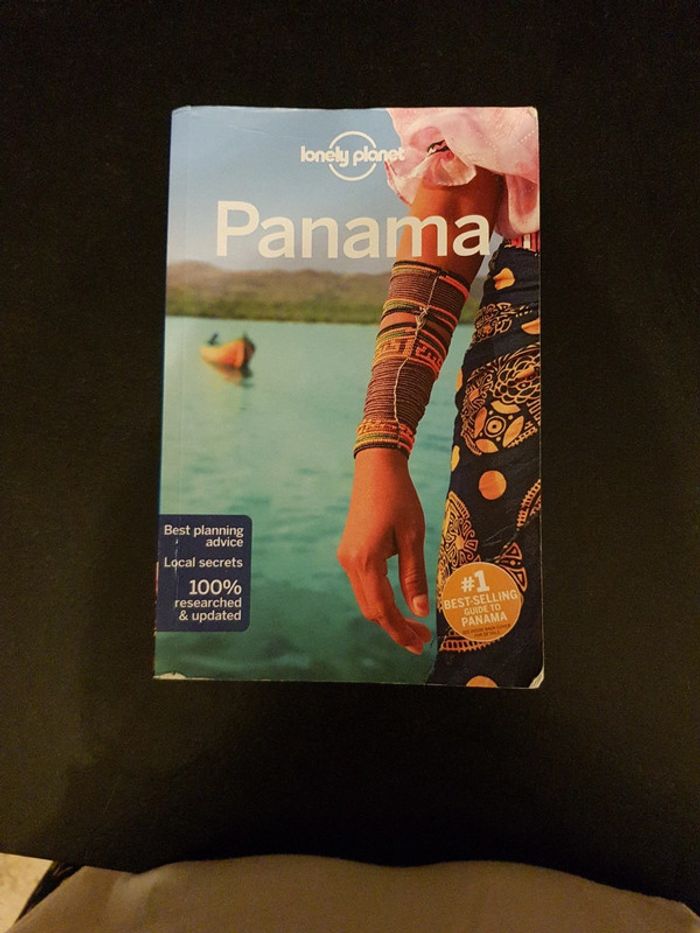 lonely planet
Panama
Best planning
advice
Local secrets
100%
researched
& updated
#1
BEST-SELLING
GUIDE TO
PANAMA